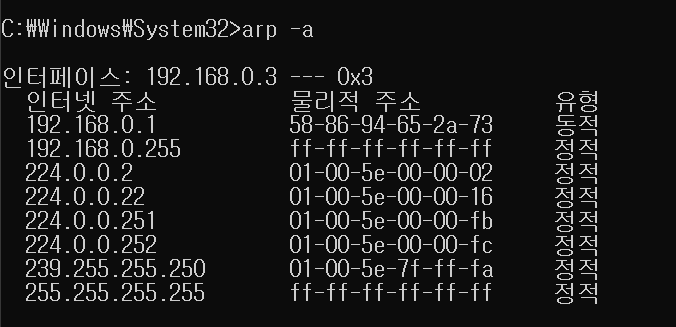 C:₩Windows₩System32>arp -a
인터페이스: 192.168.0.3 --- 0x3
인터넷 주소 물리적 주소 유형
192.168.0.1 58-86-94-65-2a-73 동적
192.168.0.255 ff-ff-ff-ff-ff-ff 정적
224.0.0.2 01-00-5e-00-00-02 정적
224.0.0.22 01-00-5e-00-00-16 정적
224.0.0.251 01-00-5e-00-00-fb 정적
224.0.0.252 01-00-5e-00-00-fc 정적
239.255.255.250 01-00-5e-7f-ff-fa 정적
255.255.255.255 ff-ff-ff-ff-ff-ff 정적